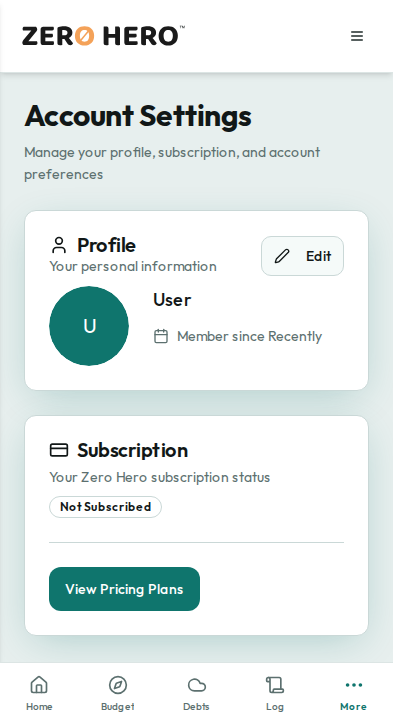 ZERO HERO™
Account Settings
Manage your profile, subscription, and account
preferences
Profile
Edit
Your personal information
U
User
Member since Recently
Subscription
Your Zero Hero subscription status
Not Subscribed
View Pricing Plans
Home
Budget
Debts
Log
More